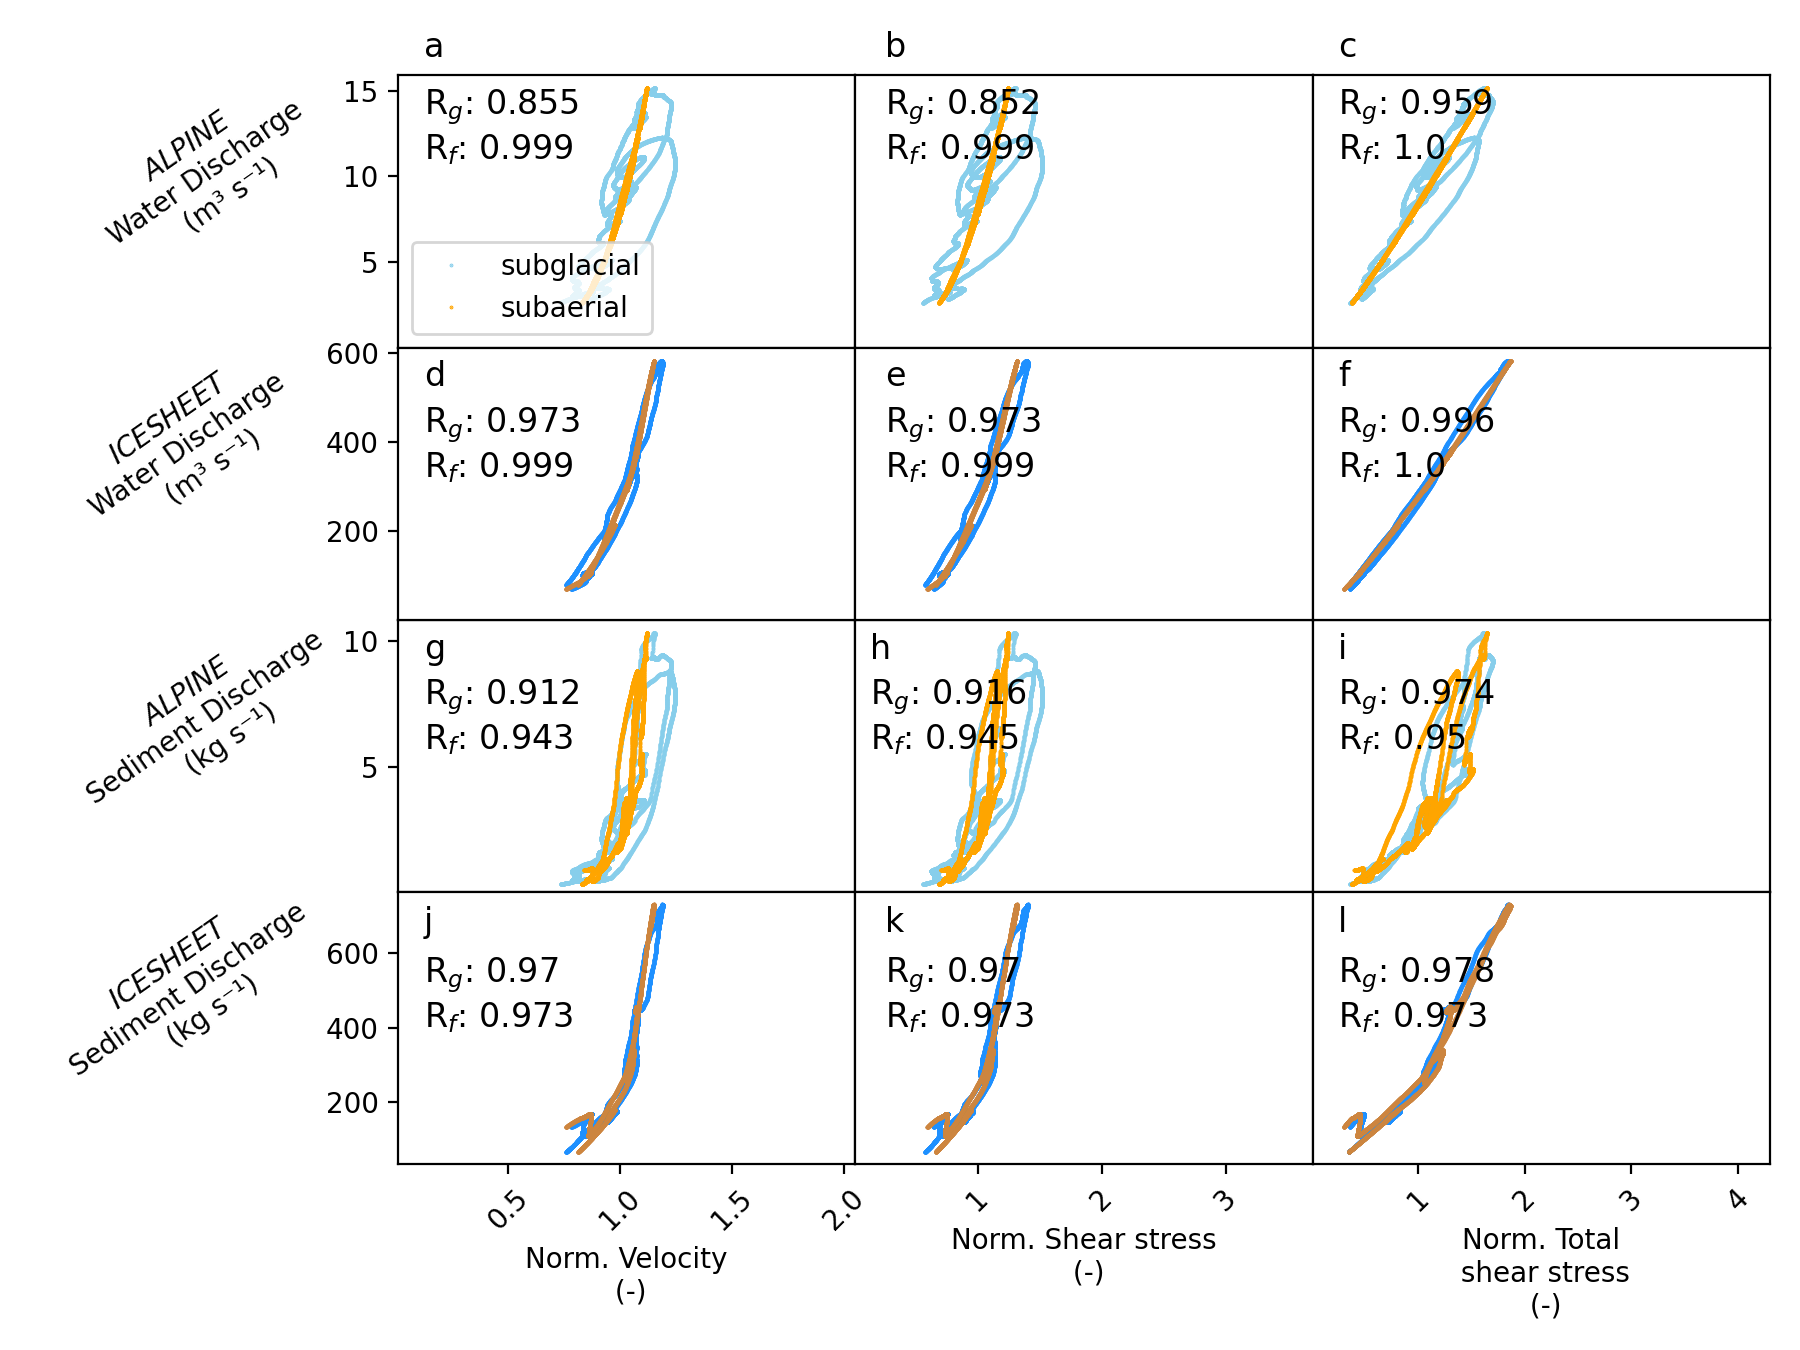 a
b
c
ALPINE
Water Discharge
(m³ s⁻¹)
15
10
5
R_g: 0.855
R_f: 0.999
subglacial
subaerial
R_g: 0.852
R_f: 0.999
R_g: 0.959
R_f: 1.0
ICESHEET
Water Discharge
(m³ s⁻¹)
600
400
200
d
R_g: 0.973
R_f: 0.999
e
R_g: 0.973
R_f: 0.999
f
R_g: 0.996
R_f: 1.0
ALPINE
Sediment Discharge
(kg s⁻¹)
10
5
g
R_g: 0.912
R_f: 0.943
h
R_g: 0.916
R_f: 0.945
i
R_g: 0.974
R_f: 0.95
ICESHEET
Sediment Discharge
(kg s⁻¹)
600
400
200
j
R_g: 0.97
R_f: 0.973
k
R_g: 0.97
R_f: 0.973
l
R_g: 0.978
R_f: 0.973
0.5 1.0 1.5 2.0
Norm. Velocity
(-)
1 2 3
Norm. Shear stress
(-)
1 2 3 4
Norm. Total
shear stress
(-)